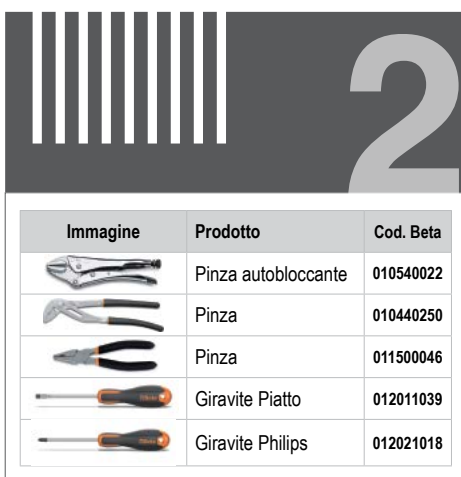 2
Immagine Prodotto Cod. Beta
Pinza autobloccante 010540022
Pinza 010440250
Pinza 011500046
Giravite Piatto 012011039
Giravite Philips 012021018